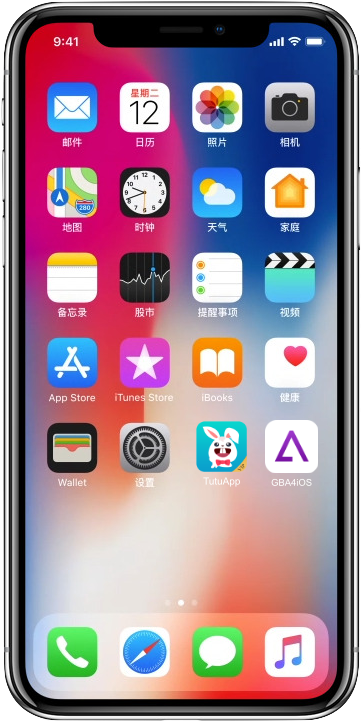 9:41
星期二
12
邮件
日历
照片
相机
280
地图
时钟
天气
家庭
备忘录
股市
提醒事项
视频
App Store
iTunes Store
iBooks
健康
Wallet
设置
TutuApp
GBA4iOS